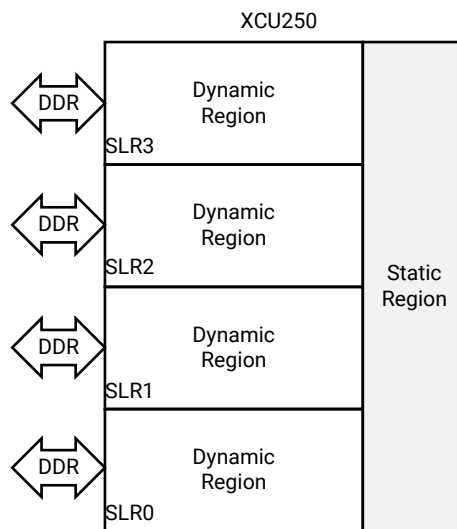 XCU250
DDR
Dynamic
Region
SLR3
DDR
Dynamic
Region
SLR2
Static
Region
DDR
Dynamic
Region
SLR1
DDR
Dynamic
Region
SLR0